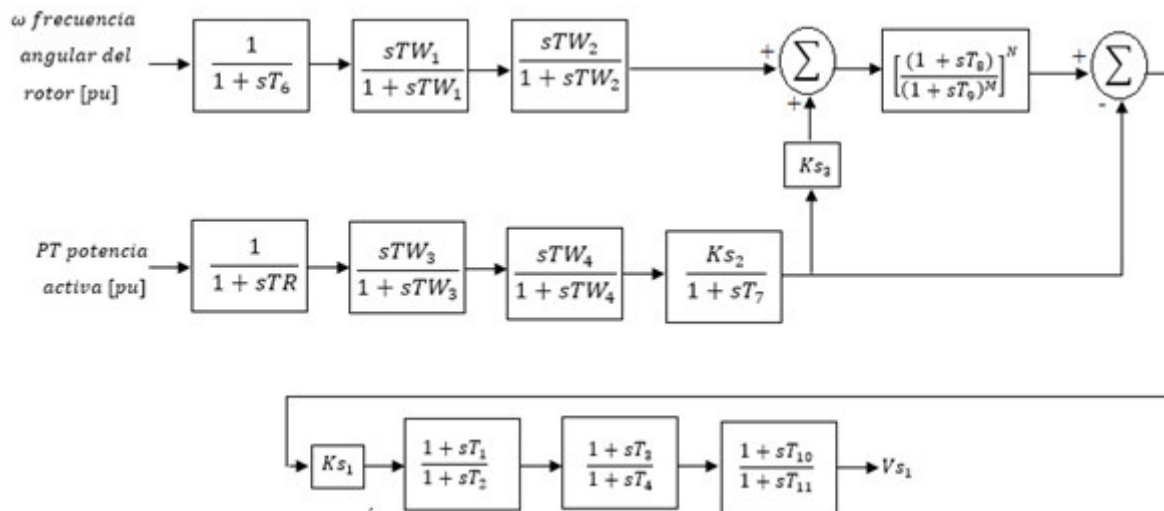 ω frecuencia
angular del
rotor [pu]
1
1 + sT₆
sTW₁
1 + sTW₁
sTW₂
1 + sTW₂
+
∑
+
[(1 + sT₈)
(1 + sT₉)ᴹ]ᴺ
+
∑
-
Ks₃
PT potencia
activa [pu]
1
1 + sTR
sTW₃
1 + sTW₃
sTW₄
1 + sTW₄
Ks₂
1 + sT₇
Ks₁
1 + sT₁
1 + sT₂
1 + sT₃
1 + sT₄
1 + sT₁₀
1 + sT₁₁
Vs₁